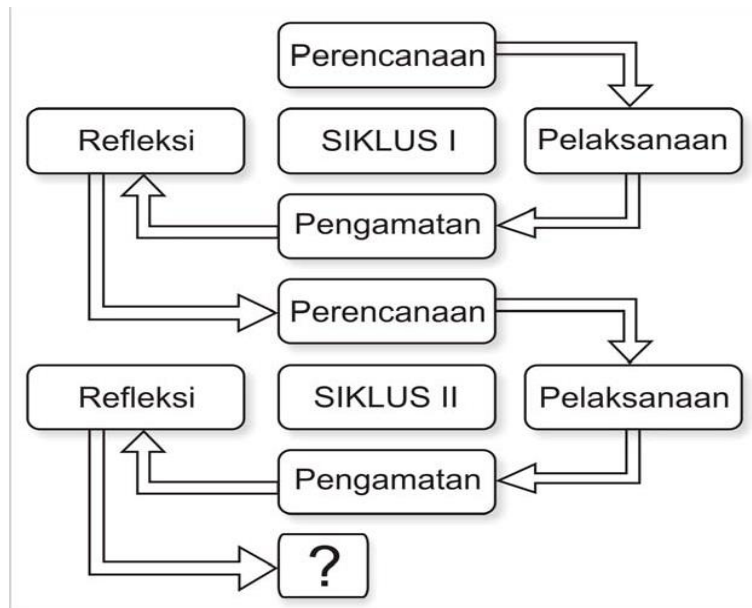 Perencanaan
Refleksi
SIKLUS I
Pelaksanaan
Pengamatan
Perencanaan
Refleksi
SIKLUS II
Pelaksanaan
Pengamatan
?